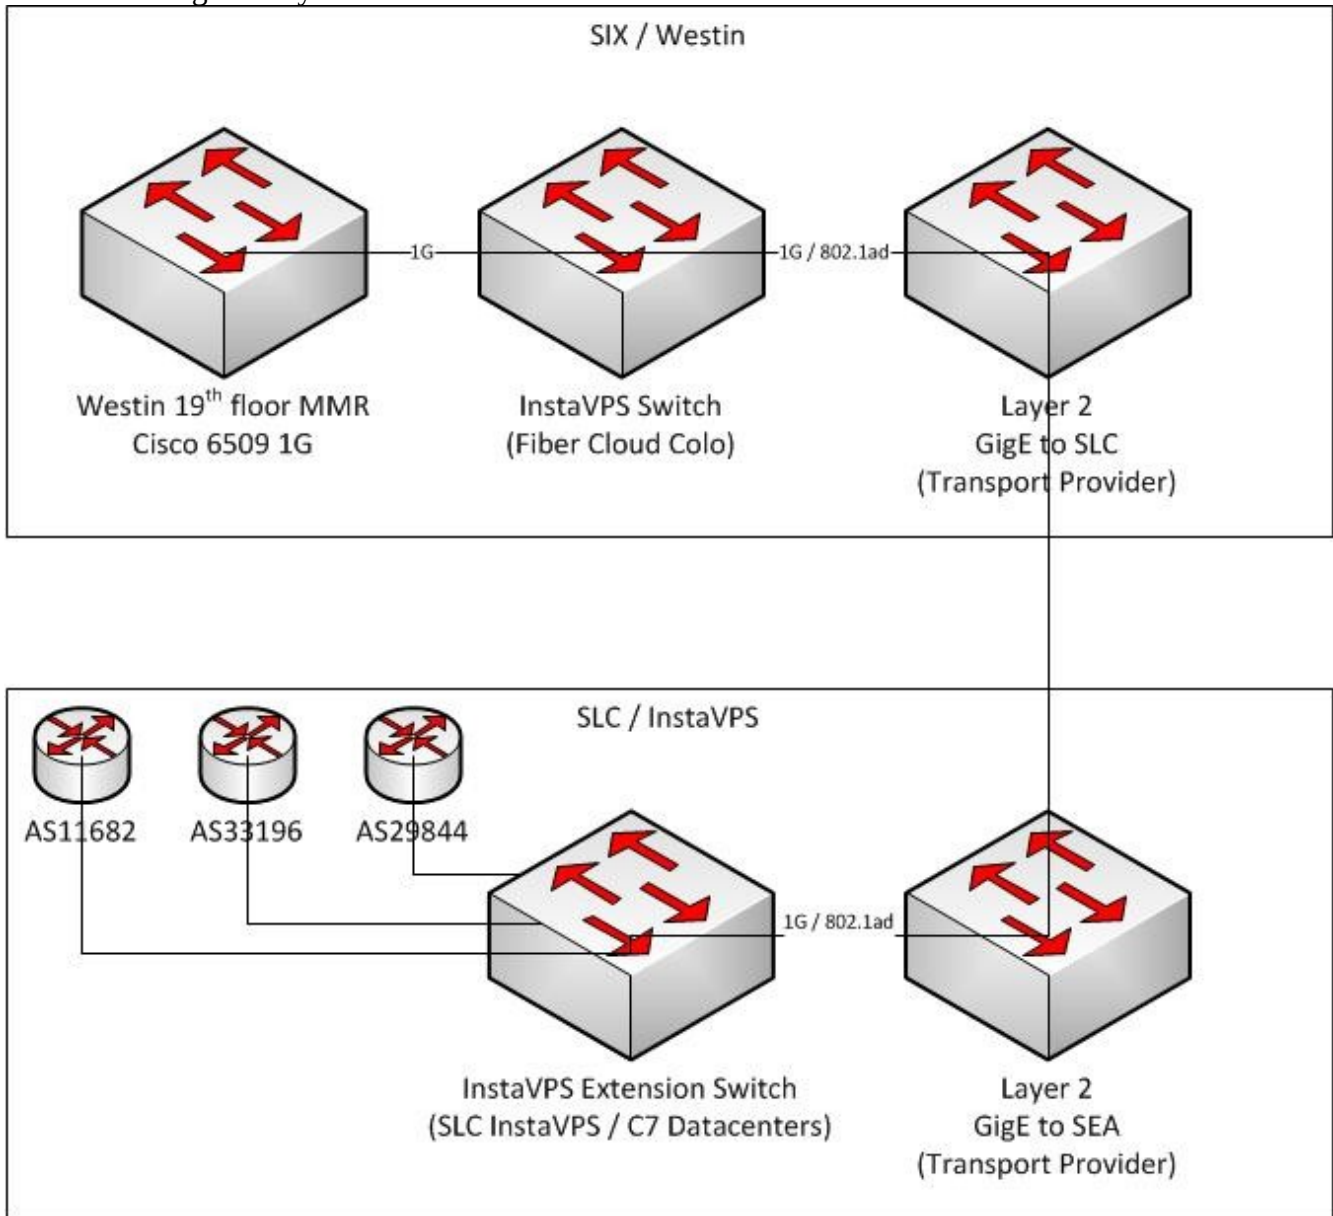 SIX / Westin
1G
1G / 802.1ad
Westin 19th floor MMR
Cisco 6509 1G
InstaVPS Switch
(Fiber Cloud Colo)
Layer 2
GigE to SLC
(Transport Provider)
SLC / InstaVPS
AS11682
AS33196
AS29844
1G / 802.1ad
InstaVPS Extension Switch
(SLC InstaVPS / C7 Datacenters)
Layer 2
GigE to SEA
(Transport Provider)